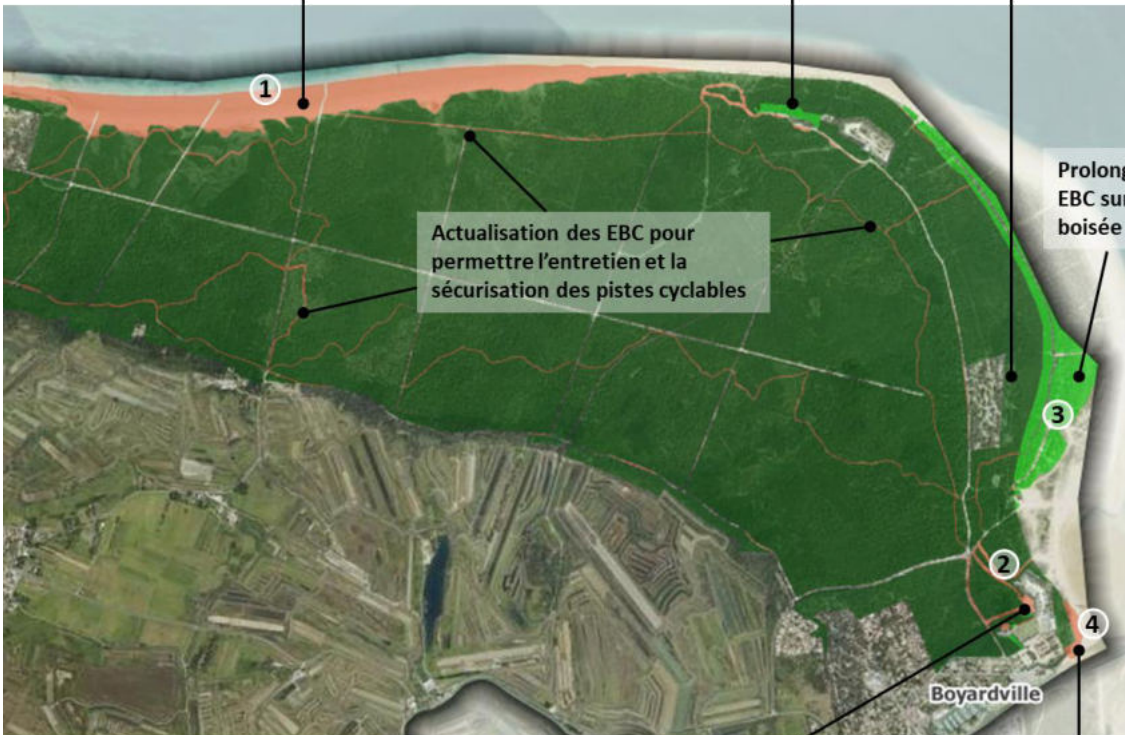 1
Prolong
EBC sur
boisée
Actualisation des EBC pour
permettre l'entretien et la
sécurisation des pistes cyclables
3
2
4
Boyardville